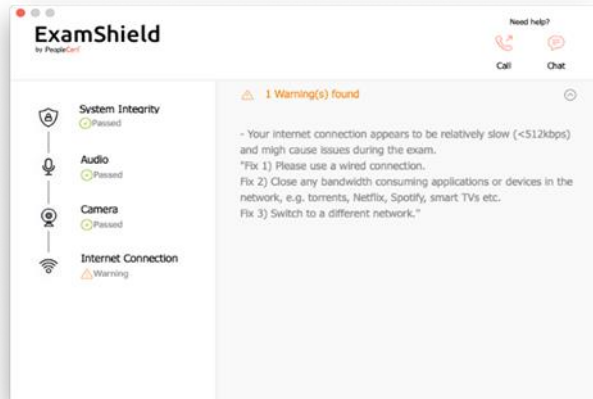 ExamShield
by PeopleCert
Need help?
Call
Chat
System Integrity
Passed
Audio
Passed
Camera
Passed
Internet Connection
Warning
1 Warning(s) found
- Your internet connection appears to be relatively slow (<512kbps)
and migh cause issues during the exam.
"Fix 1) Please use a wired connection.
Fix 2) Close any bandwidth consuming applications or devices in the
network, e.g. torrents, Netflix, Spotify, smart TVs etc.
Fix 3) Switch to a different network."